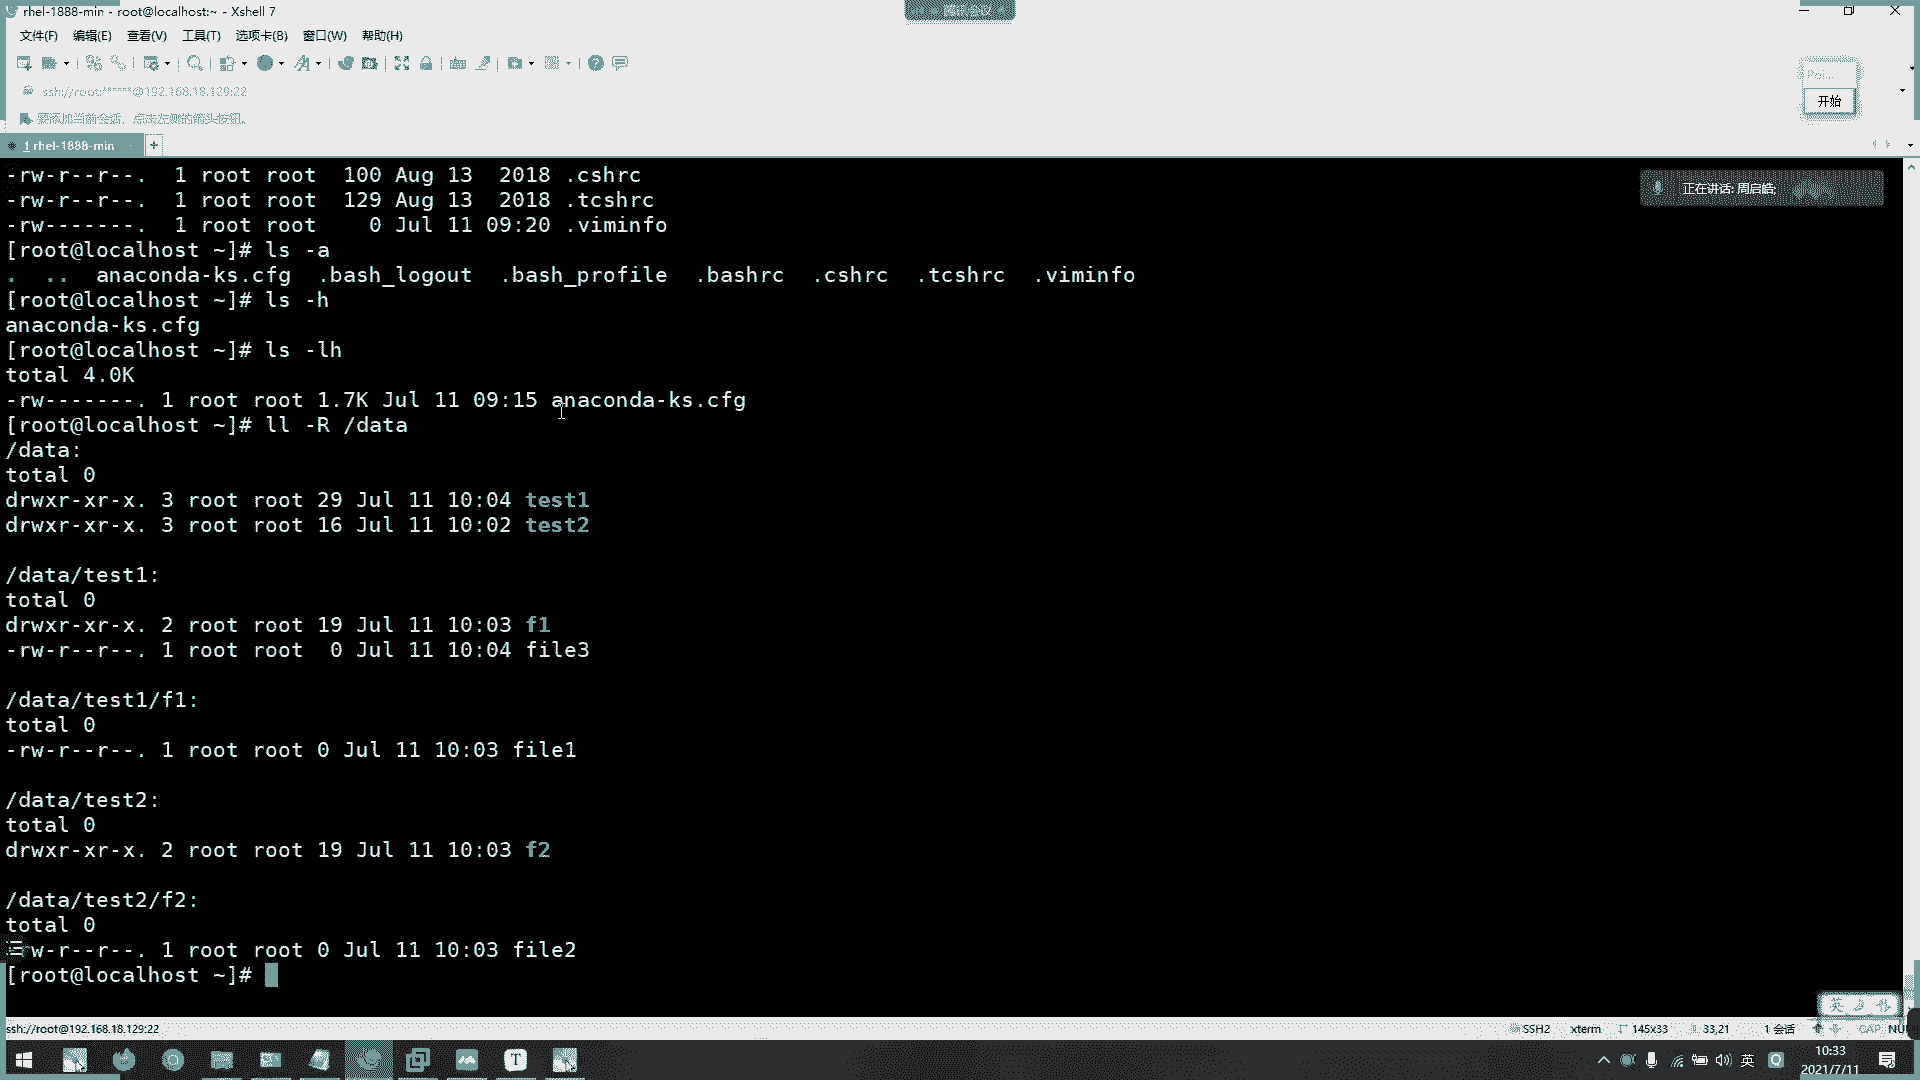 rhel-1888-min - root@localhost:~ - Xshell 7
腾讯会议
文件(F) 编辑(E) 查看(V) 工具(T) 选项卡(B) 窗口(W) 帮助(H)
Poi...
ssh://root:******@192.168.18.129:22
开始
要添加当前会话，点击左侧的箭头按钮。
1 rhel-1888-min
-rw-r--r--.  1 root root  100 Aug 13  2018 .cshrc
正在讲话: 周启皓;
-rw-r--r--.  1 root root  129 Aug 13  2018 .tcshrc
-rw-------.  1 root root    0 Jul 11 09:20 .viminfo
[root@localhost ~]# ls -a
.  ..  anaconda-ks.cfg  .bash_logout  .bash_profile  .bashrc  .cshrc  .tcshrc  .viminfo
[root@localhost ~]# ls -h
anaconda-ks.cfg
[root@localhost ~]# ls -lh
total 4.0K
-rw-------. 1 root root 1.7K Jul 11 09:15 anaconda-ks.cfg
[root@localhost ~]# ll -R /data
/data:
total 0
drwxr-xr-x. 3 root root 29 Jul 11 10:04 test1
drwxr-xr-x. 3 root root 16 Jul 11 10:02 test2
/data/test1:
total 0
drwxr-xr-x. 2 root root 19 Jul 11 10:03 f1
-rw-r--r--. 1 root root  0 Jul 11 10:04 file3
/data/test1/f1:
total 0
-rw-r--r--. 1 root root 0 Jul 11 10:03 file1
/data/test2:
total 0
drwxr-xr-x. 2 root root 19 Jul 11 10:03 f2
/data/test2/f2:
total 0
rw-r--r--. 1 root root 0 Jul 11 10:03 file2
[root@localhost ~]#
英
ssh://root@192.168.18.129:22 SSH2 xterm 145x33 33,21 1 会话 CAP NU
英
10:33
2021/7/11